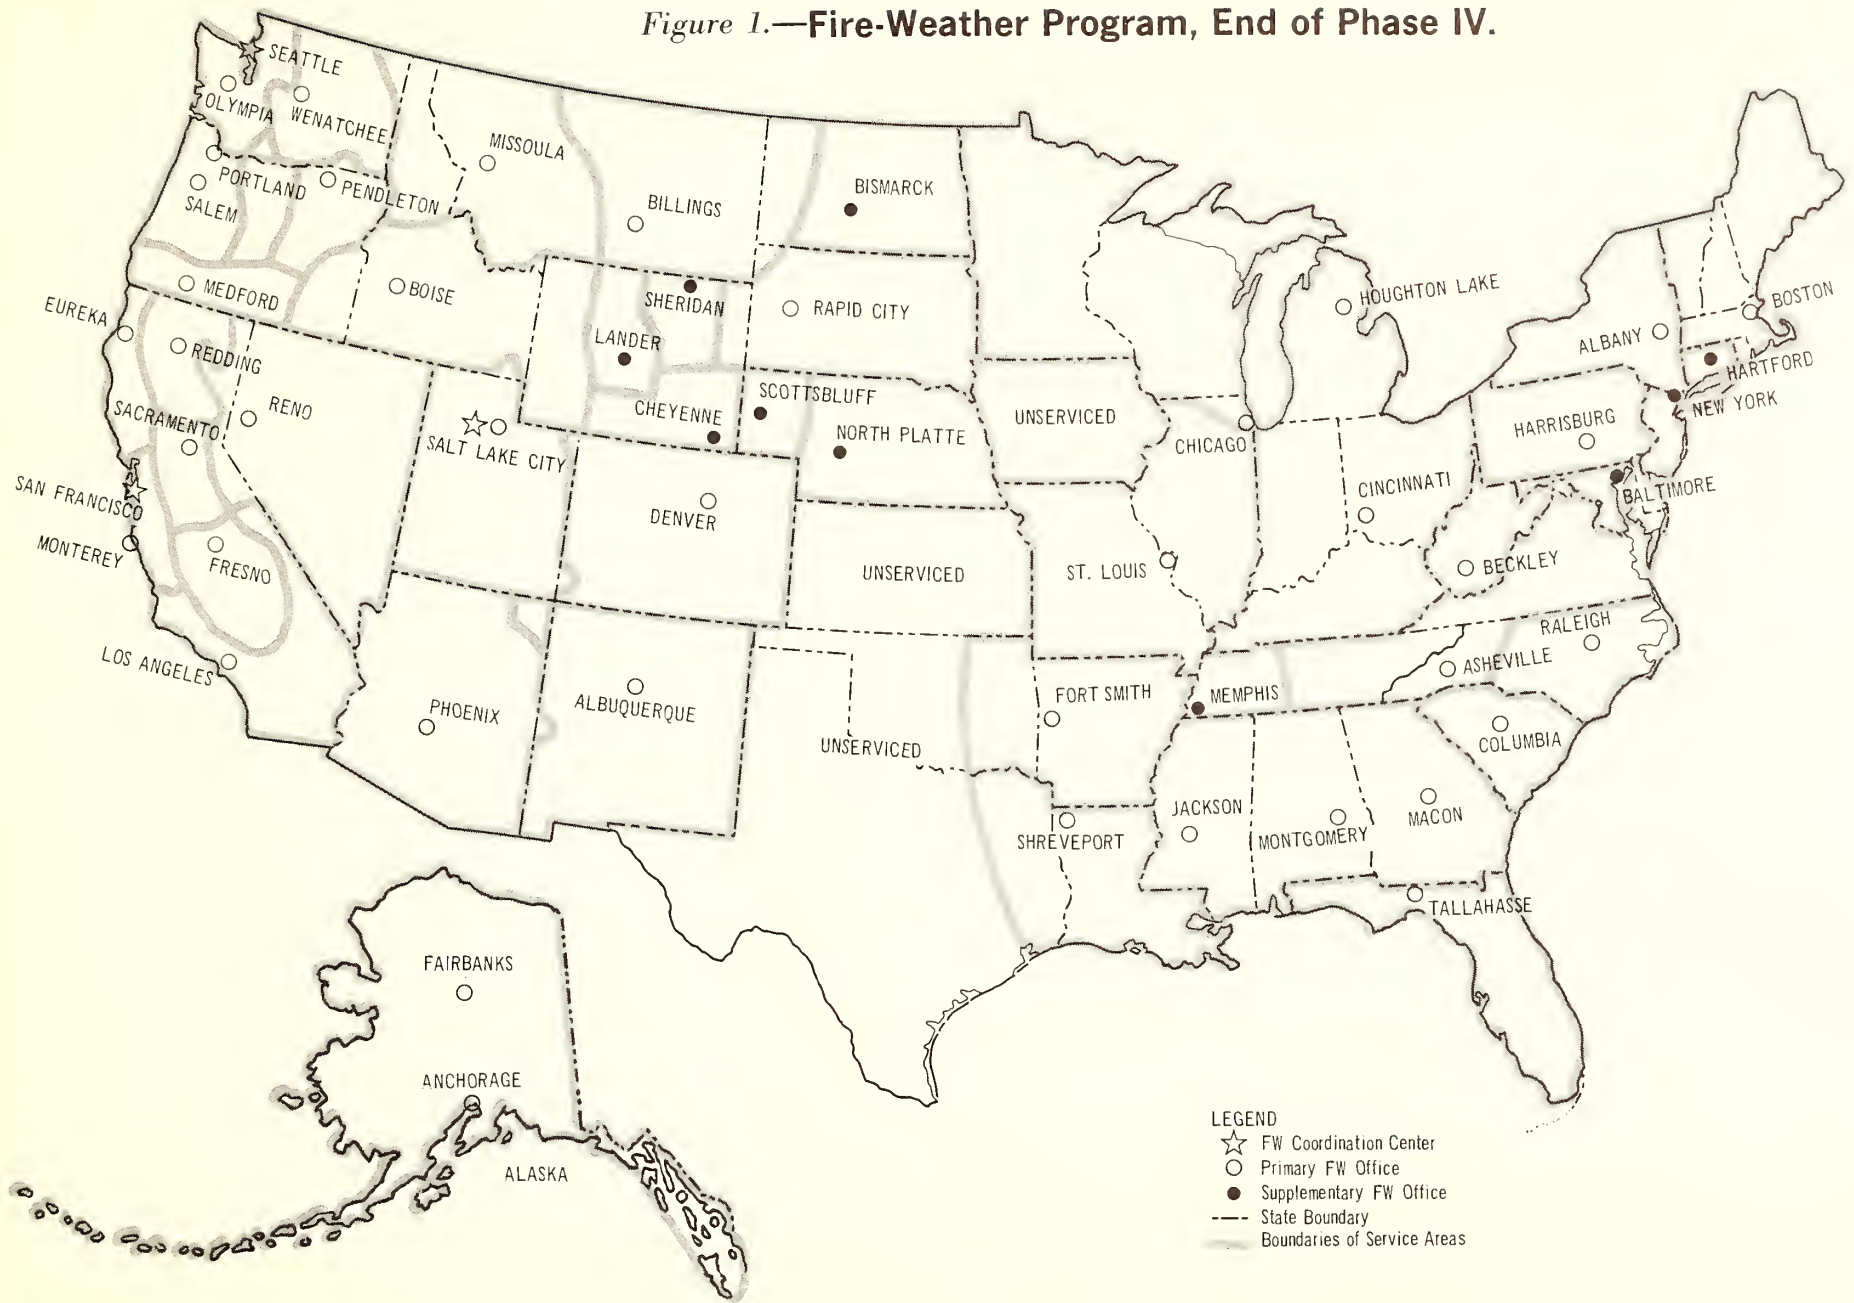 Figure 1.—Fire-Weather Program, End of Phase IV.
SEATTLE
OLYMPIA
WENATCHEE
PORTLAND
PENDLETON
SALEM
MEDFORD
EUREKA
REDDING
SACRAMENTO
RENO
SAN FRANCISCO
MONTEREY
FRESNO
LOS ANGELES
MISSOULA
BILLINGS
BOISE
BISMARCK
SHERIDAN
LANDER
RAPID CITY
CHEYENNE
SCOTTSBLUFF
NORTH PLATTE
SALT LAKE CITY
DENVER
PHOENIX
ALBUQUERQUE
UNSERVICED
UNSERVICED
UNSERVICED
CHICAGO
ST. LOUIS
HOUGHTON LAKE
CINCINNATI
BECKLEY
ALBANY
BOSTON
HARTFORD
NEW YORK
HARRISBURG
BALTIMORE
RALEIGH
ASHEVILLE
COLUMBIA
FORT SMITH
MEMPHIS
JACKSON
SHREVEPORT
MONTGOMERY
MACON
TALLAHASSE
FAIRBANKS
ANCHORAGE
ALASKA
LEGEND
FW Coordination Center
Primary FW Office
Supplementary FW Office
State Boundary
Boundaries of Service Areas